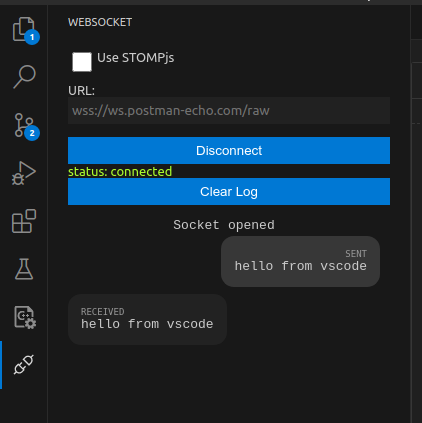 WEBSOCKET
1
Use STOMPjs
URL:
wss://ws.postman-echo.com/raw
2
Disconnect
status: connected
Clear Log
Socket opened
SENT
hello from vscode
RECEIVED
hello from vscode
C+